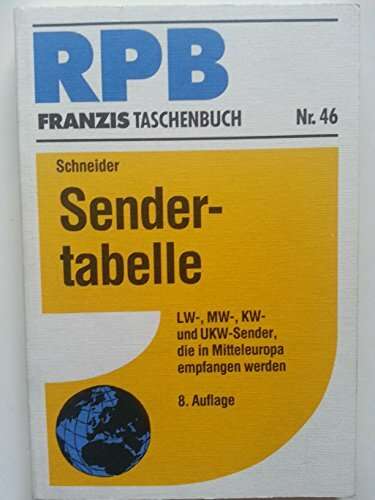 RPB
FRANZIS TASCHENBUCH Nr. 46
Schneider
Sender-
tabelle
LW-, MW-, KW-
und UKW-Sender,
die in Mitteleuropa
empfangen werden
8. Auflage